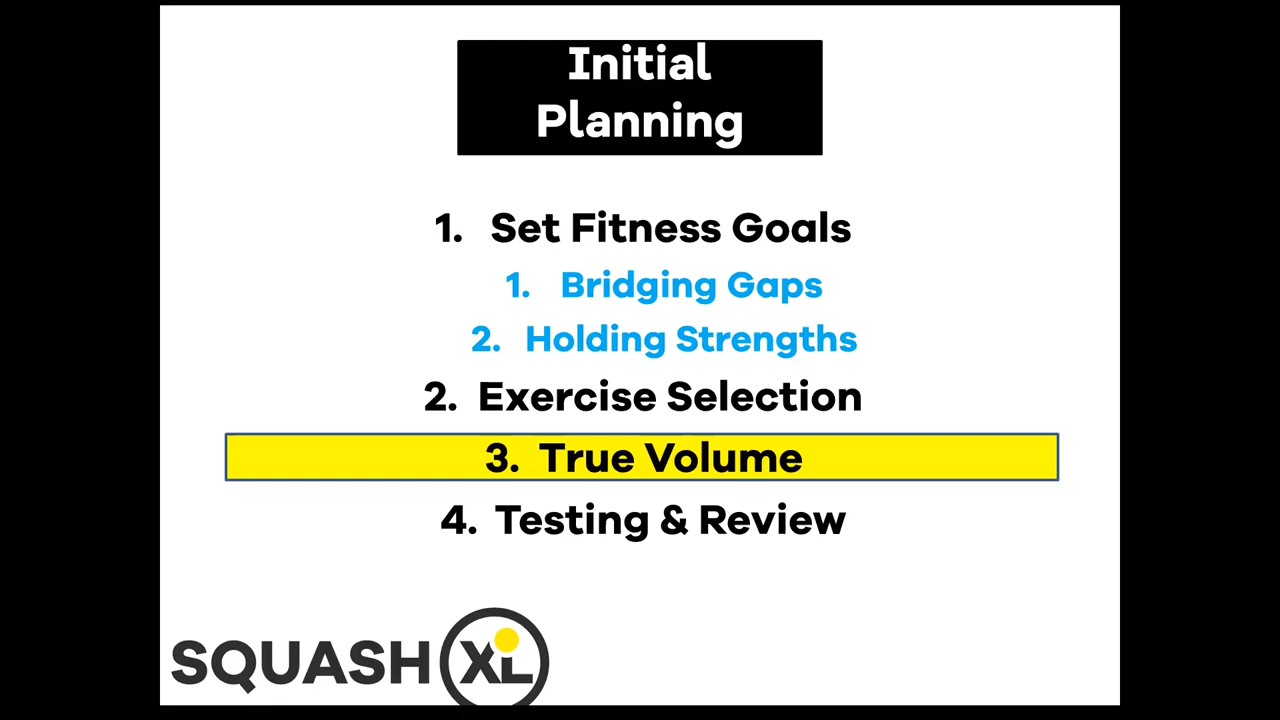 Initial
Planning
1. Set Fitness Goals
1. Bridging Gaps
2. Holding Strengths
2. Exercise Selection
3. True Volume
4. Testing & Review
SQUASH XL